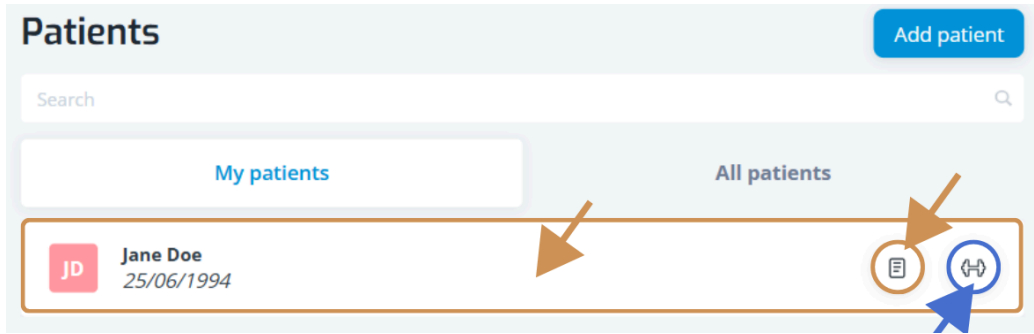 Patients
Add patient
Search
My patients
All patients
JD
Jane Doe
25/06/1994